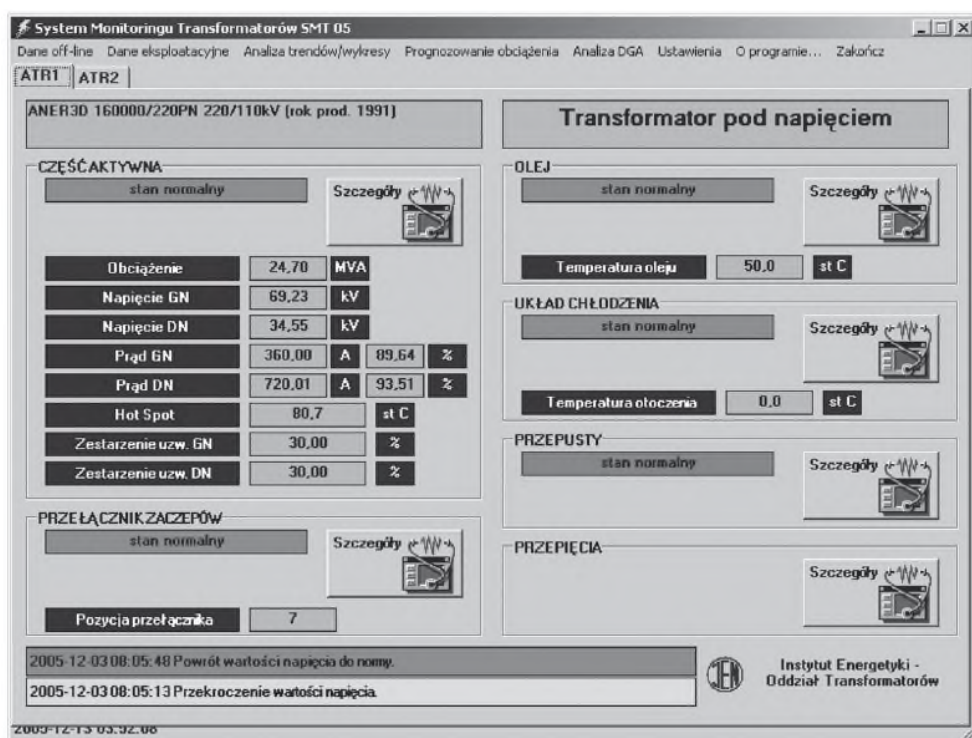 System Monitoringu Transformatorów SMT 05
Dane off-line Dane eksploatacyjne Analiza trendów/wykresy Prognozowanie obciążenia Analiza DGA Ustawienia O programie... Zakończ
ATR1 ATR2
ANER3D 160000/220PN 220/110kV (rok prod. 1991)
Transformator pod napięciem
CZĘŚĆ AKTYWNA
stan normalny
Szczegóły
Obciążenie 24,70 MVA
Napięcie GN 69,23 kV
Napięcie DN 34,55 kV
Prąd GN 360,00 A 89,64 %
Prąd DN 720,01 A 93,51 %
Hot Spot 80,7 st C
Zestarzenie uzw. GN 30,00 %
Zestarzenie uzw. DN 30,00 %
PRZEŁĄCZNIK ZACZEPÓW
stan normalny
Szczegóły
Pozycja przełącznika 7
OLEJ
stan normalny
Szczegóły
Temperatura oleju 50,0 st C
UKŁAD CHŁODZENIA
stan normalny
Szczegóły
Temperatura otoczenia 0,0 st C
PRZEPUSTY
stan normalny
Szczegóły
PRZEPIĘCIA
Szczegóły
2005-12-03 08:05:48 Powrót wartości napięcia do normy.
2005-12-03 08:05:13 Przekroczenie wartości napięcia.
IEN
Instytut Energetyki -
Oddział Transformatorów